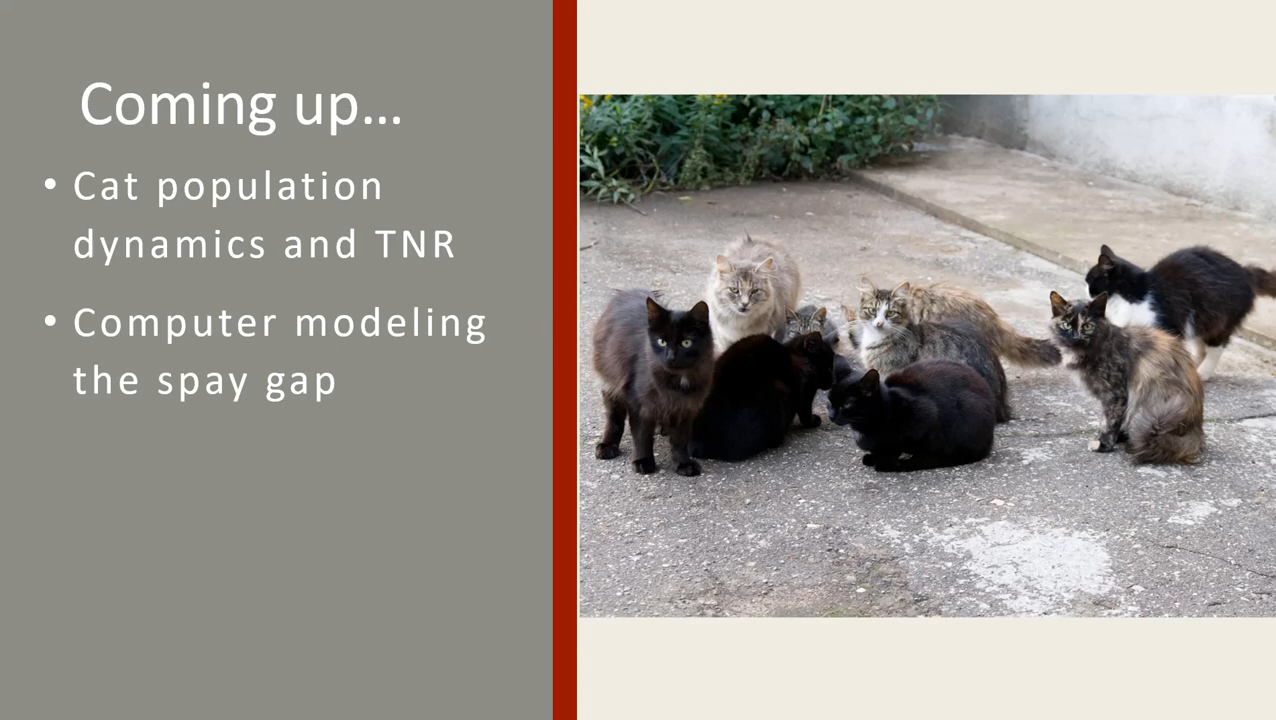 Coming up...
• Cat population
dynamics and TNR
• Computer modeling
the spay gap